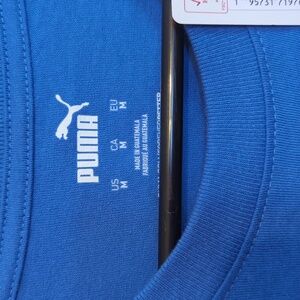 PUMA
US CA EU
M M M
MADE IN GUATEMALA
FABRIQUÉ AU GUATEMALA